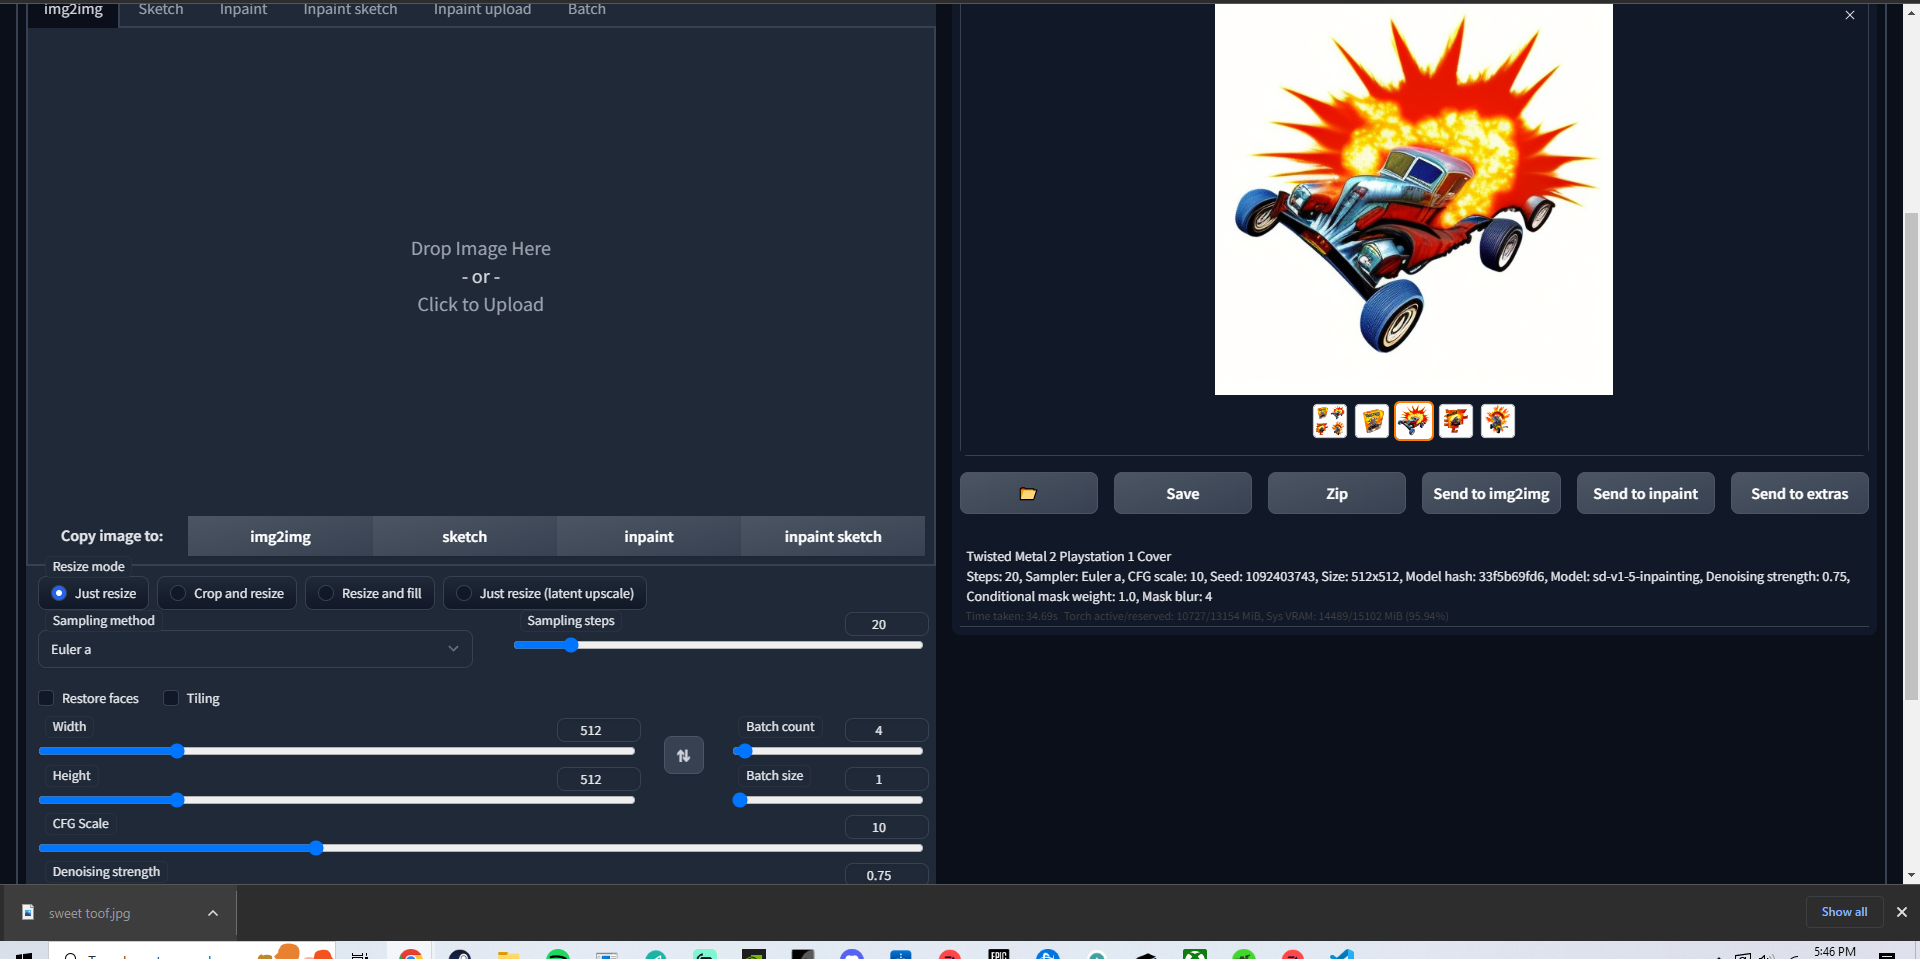 img2img Sketch Inpaint Inpaint sketch Inpaint upload Batch
Drop Image Here
- or -
Click to Upload
Copy image to: img2img sketch inpaint inpaint sketch
Resize mode
Just resize Crop and resize Resize and fill Just resize (latent upscale)
Sampling method
Euler a
Sampling steps 20
Restore faces Tiling
Width 512
Batch count 4
Height 512
Batch size 1
CFG Scale 10
Denoising strength 0.75
Save Zip Send to img2img Send to inpaint Send to extras
Twisted Metal 2 Playstation 1 Cover
Steps: 20, Sampler: Euler a, CFG scale: 10, Seed: 1092403743, Size: 512x512, Model hash: 33f5b69fd6, Model: sd-v1-5-inpainting, Denoising strength: 0.75,
Conditional mask weight: 1.0, Mask blur: 4
Time taken: 34.69s Torch active/reserved: 10727/13154 MiB, Sys VRAM: 14489/15102 MiB (95.94%)
sweet toof.jpg
Show all
EPIC
5:46 PM